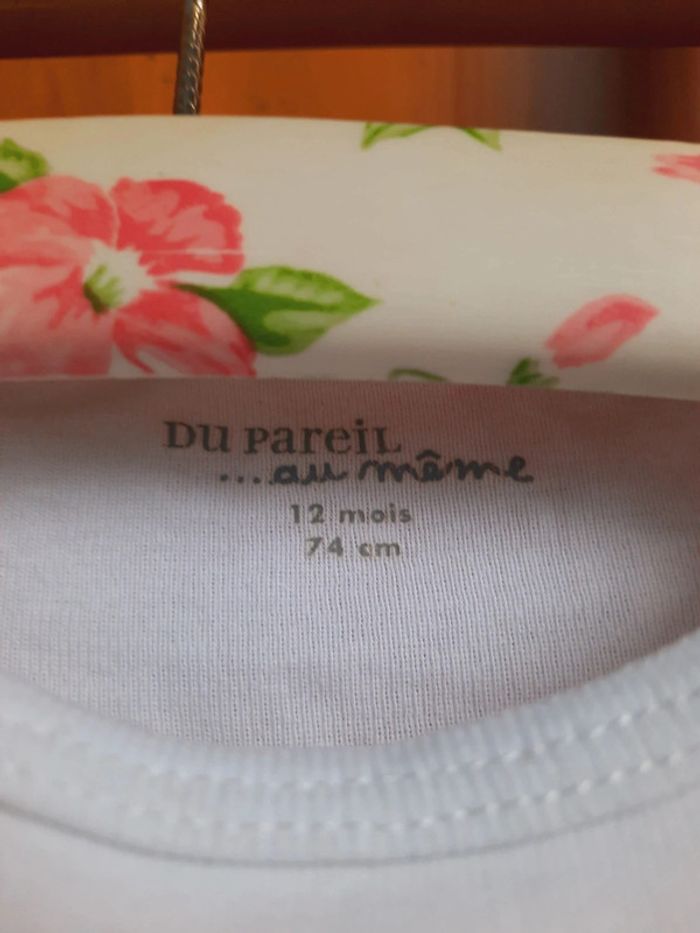 Du pareil
...au même
12 mois
74 cm